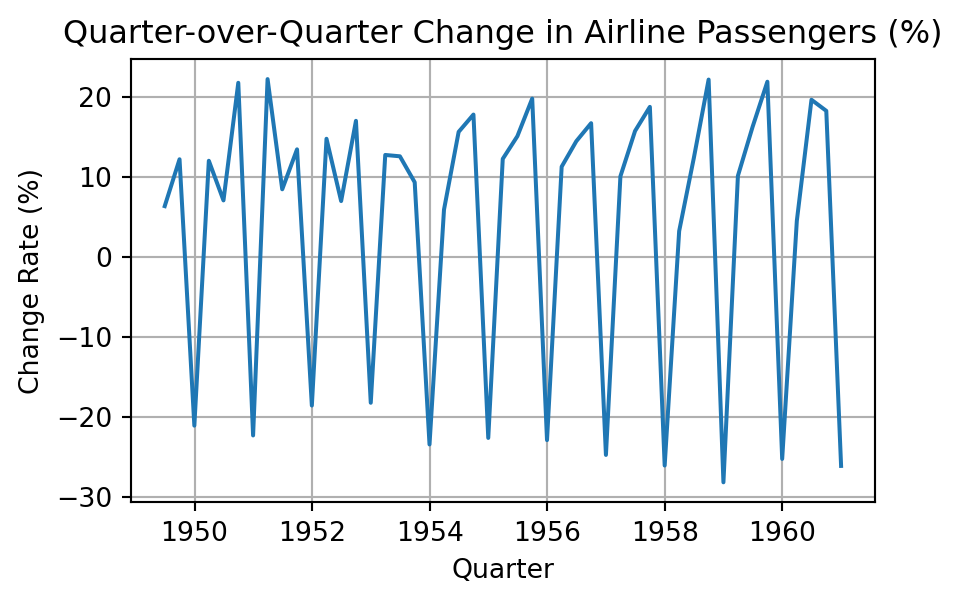 Quarter-over-Quarter Change in Airline Passengers (%)
Change Rate (%)
20
10
0
−10
−20
−30
1950 1952 1954 1956 1958 1960
Quarter